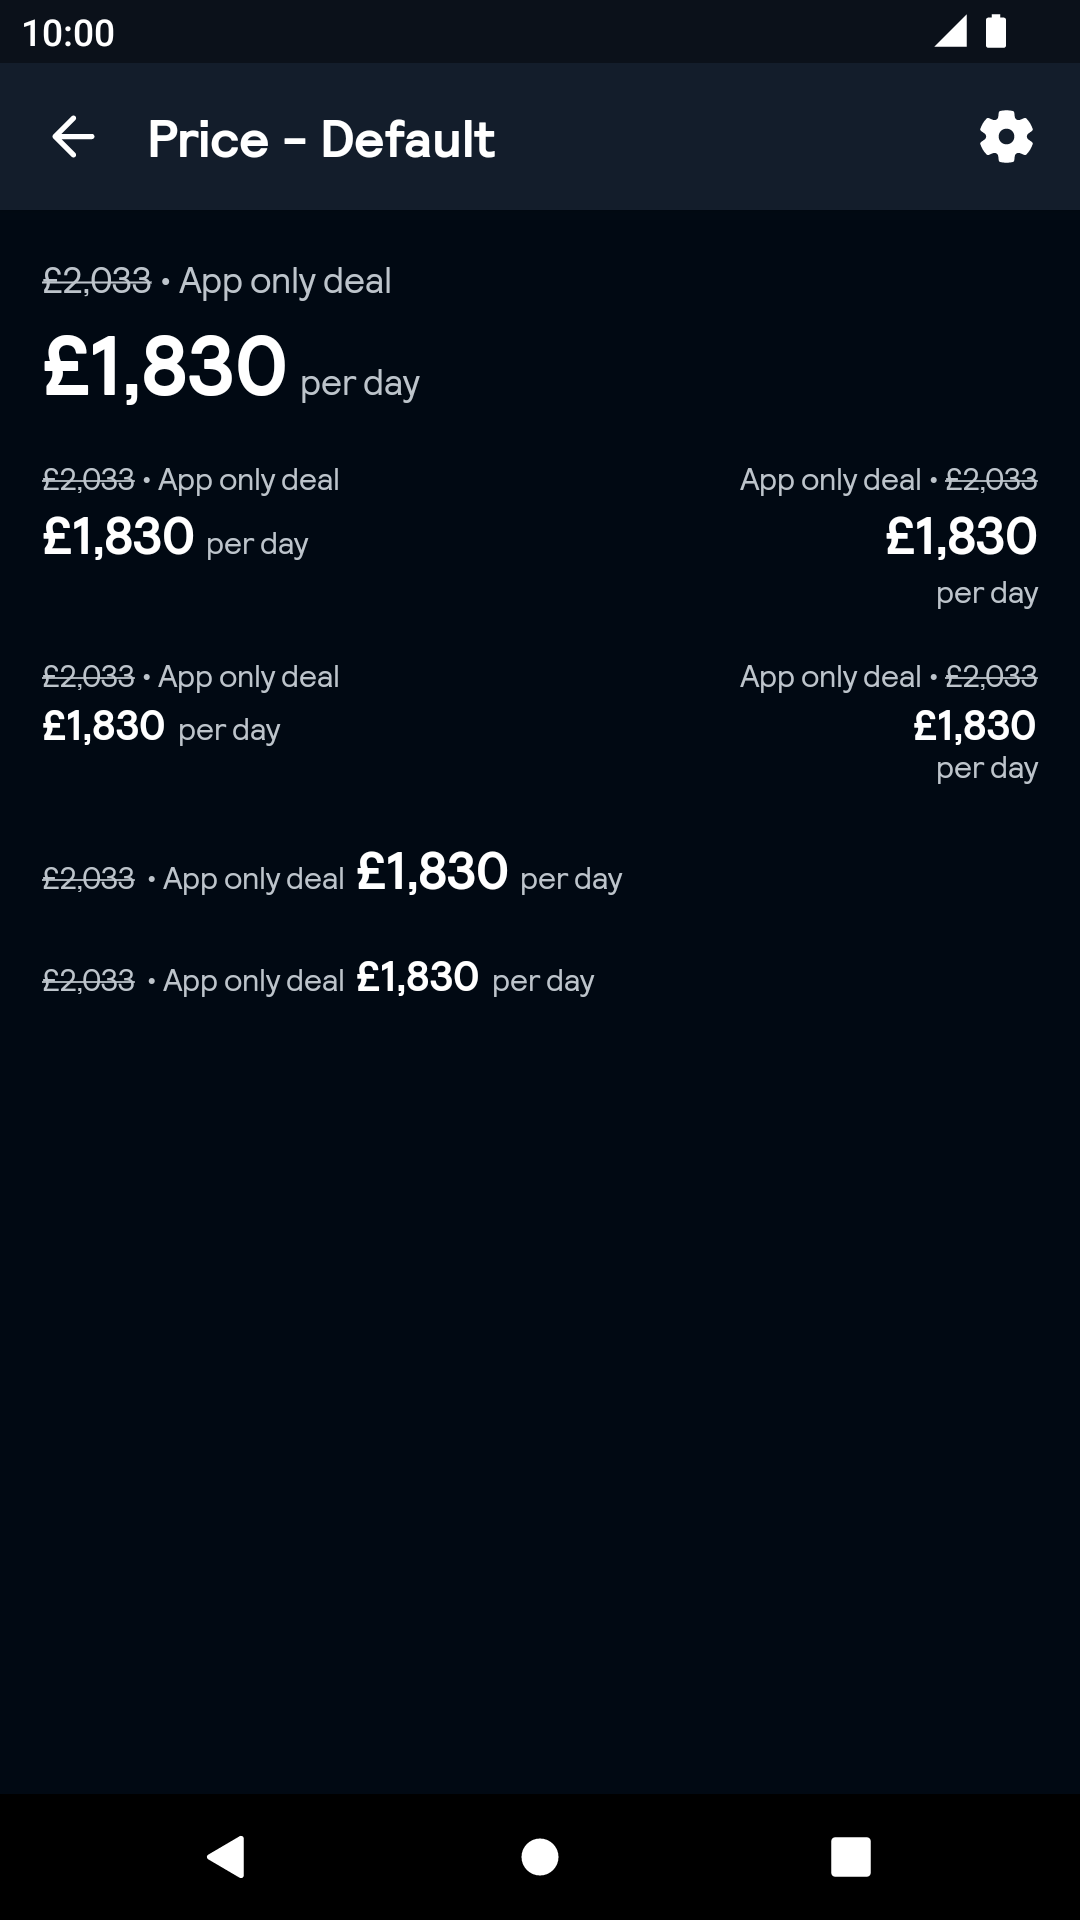 10:00
Price - Default
£2,033 • App only deal
£1,830 per day
£2,033 • App only deal
£1,830 per day
App only deal • £2,033
£1,830
per day
£2,033 • App only deal
£1,830 per day
App only deal • £2,033
£1,830
per day
£2,033 • App only deal £1,830 per day
£2,033 • App only deal £1,830 per day